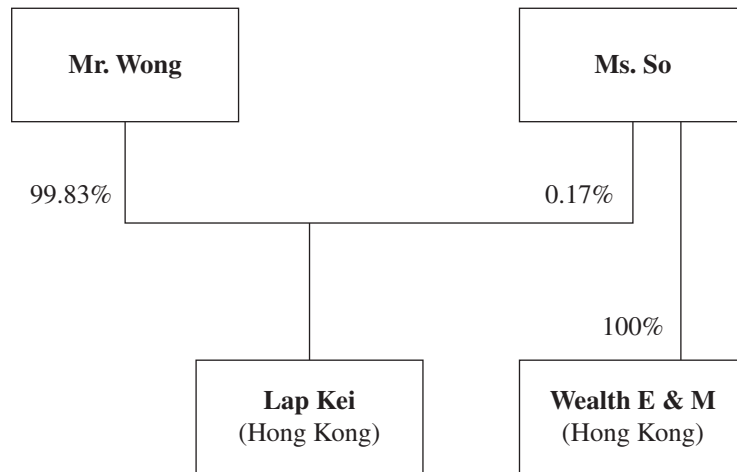 Mr. Wong
Ms. So
99.83%
0.17%
100%
Lap Kei
(Hong Kong)
Wealth E & M
(Hong Kong)